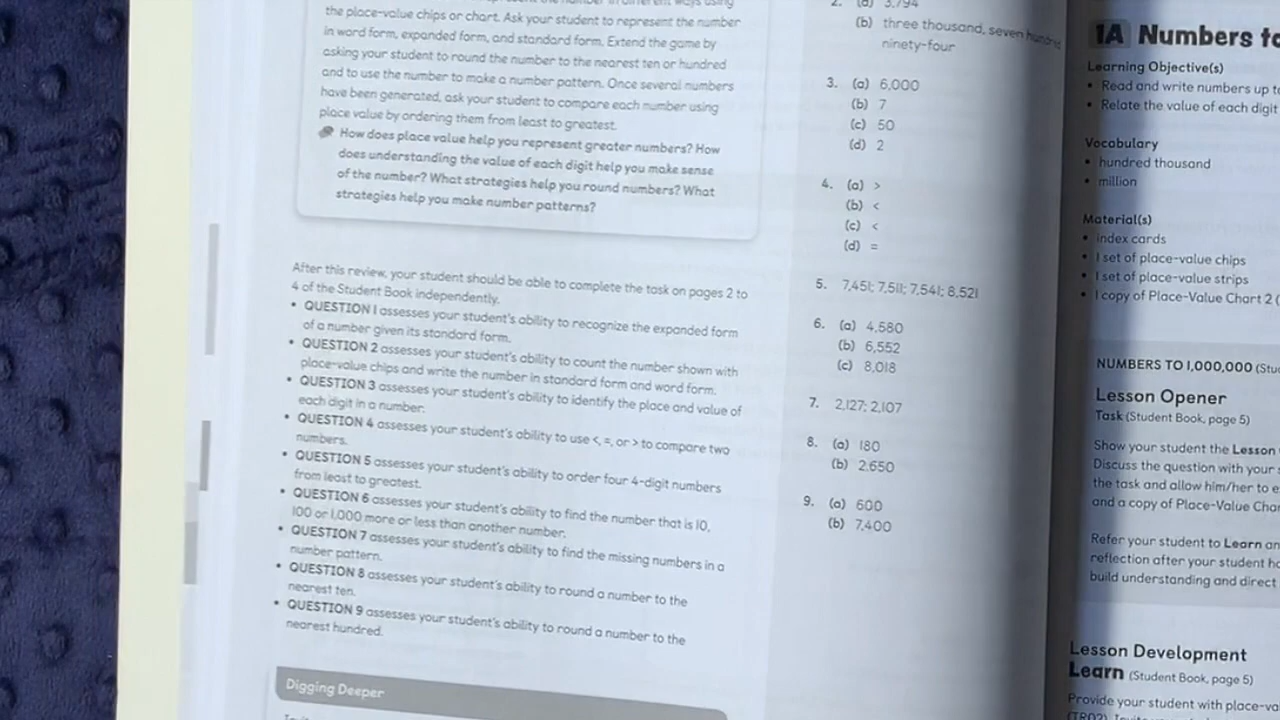 the place-value chips or chart. Ask your student to represent the number
in word form, expanded form, and standard form. Extend the game by
asking your student to round the number to the nearest ten or hundred
and to use the number to make a number pattern. Once several numbers
have been generated, ask your student to compare each number using
place value by ordering them from least to greatest.
How does place value help you represent greater numbers? How
does understanding the value of each digit help you make sense
of the number? What strategies help you round numbers? What
strategies help you make number patterns?
After this review, your student should be able to complete the task on pages 2 to
4 of the Student Book independently.
• QUESTION 1 assesses your student's ability to recognize the expanded form
of a number given its standard form.
• QUESTION 2 assesses your student's ability to count the number shown with
place-value chips and write the number in standard form and word form.
• QUESTION 3 assesses your student's ability to identify the place and value of
each digit in a number.
• QUESTION 4 assesses your student's ability to use <, =, or > to compare two
numbers.
• QUESTION 5 assesses your student's ability to order four 4-digit numbers
from least to greatest.
• QUESTION 6 assesses your student's ability to find the number that is 10,
100 or 1,000 more or less than another number.
• QUESTION 7 assesses your student's ability to find the missing numbers in a
number pattern.
• QUESTION 8 assesses your student's ability to round a number to the
nearest ten.
• QUESTION 9 assesses your student's ability to round a number to the
nearest hundred.
Digging Deeper
2. (a) 3,794
(b) three thousand, seven hundred
ninety-four
3. (a) 6,000
(b) 7
(c) 50
(d) 2
4. (a) >
(b) <
(c) <
(d) =
5. 7,451; 7,511; 7,541; 8,521
6. (a) 4,580
(b) 6,552
(c) 8,018
7. 2,127; 2,107
8. (a) 180
(b) 2,650
9. (a) 600
(b) 7,400
1A Numbers to
Learning Objective(s)
• Read and write numbers up to
• Relate the value of each digit
Vocabulary
• hundred thousand
• million
Material(s)
• index cards
• 1 set of place-value chips
• 1 set of place-value strips
• 1 copy of Place-Value Chart 2
NUMBERS TO 1,000,000
Lesson Opener
Task (Student Book, page 5)
Show your student the Lesson
Discuss the question with your
the task and allow him/her to
and a copy of Place-Value
Refer your student to Learn
reflection after your student
build understanding and direct
Lesson Development
Learn (Student Book, page 5)
Provide your student with